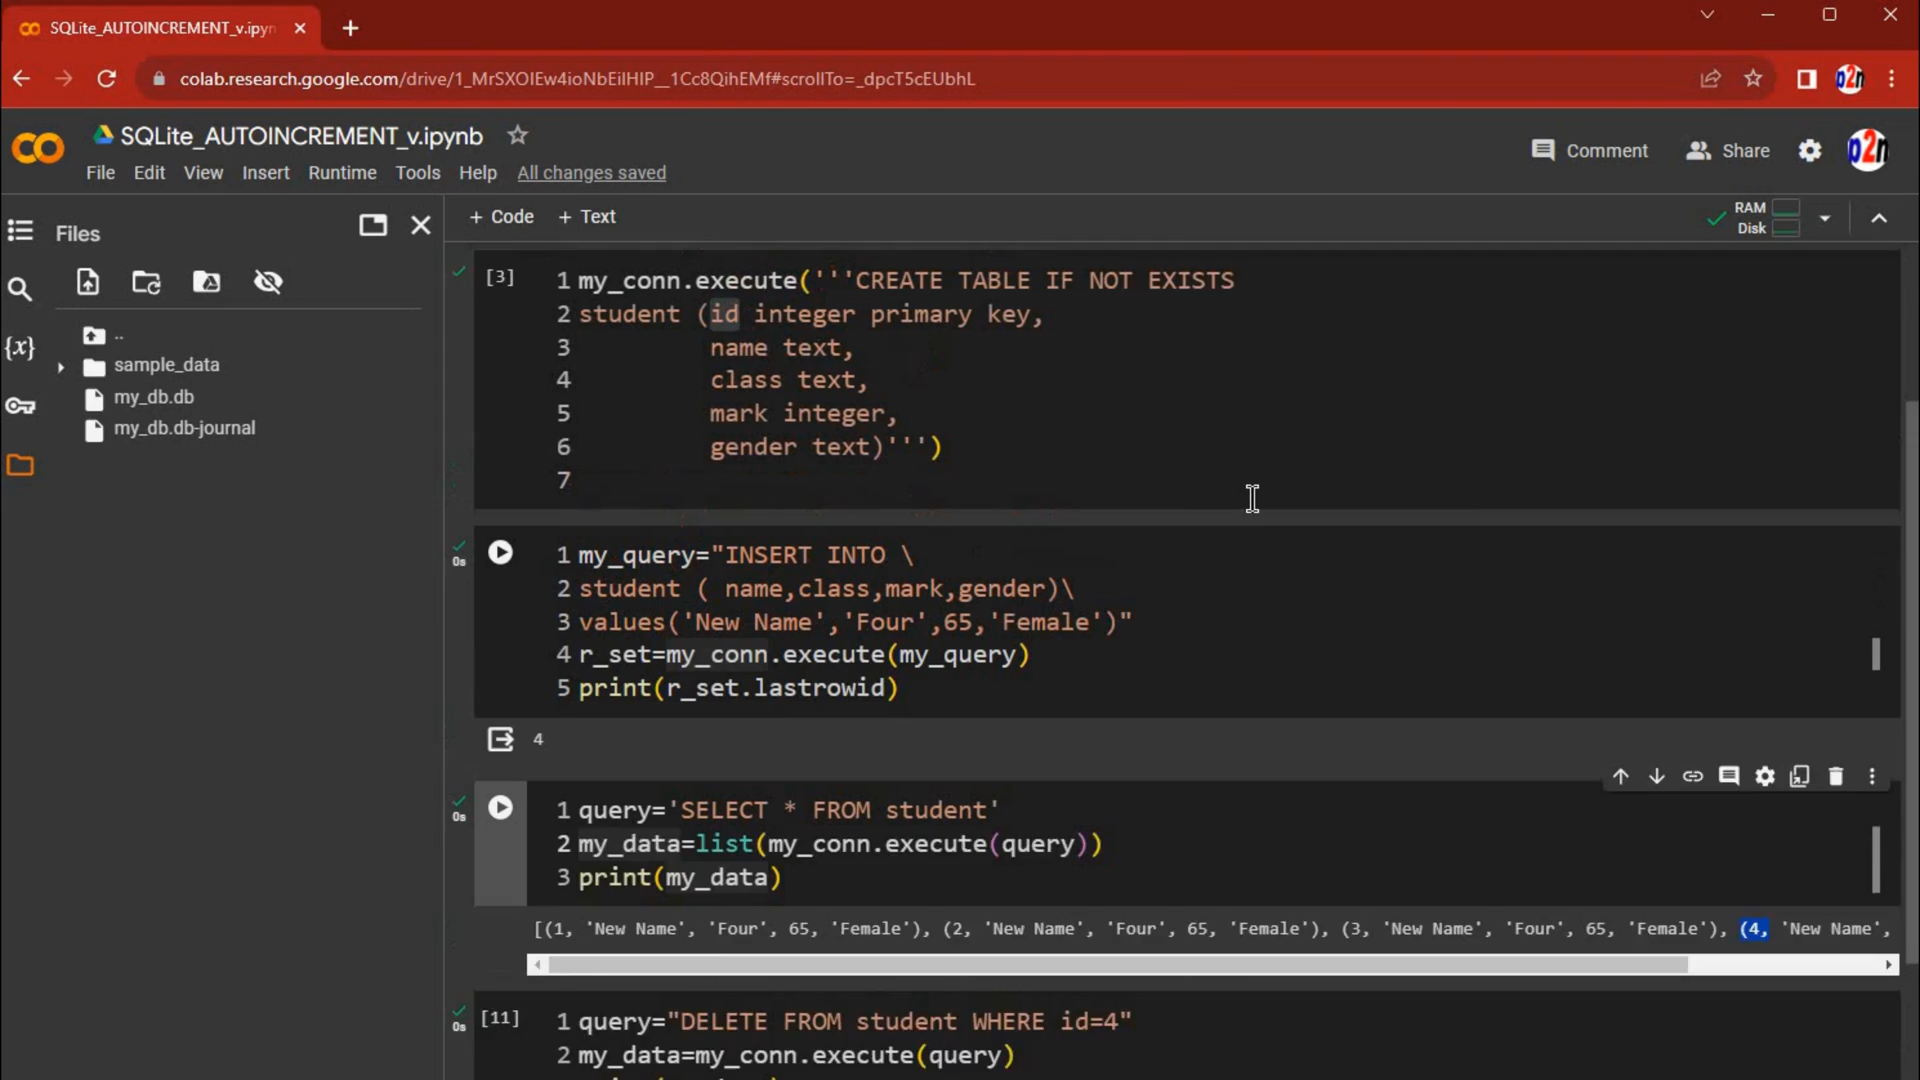 SQLite_AUTOINCREMENT_v.ipyn
colab.research.google.com/drive/1_MrSXOIEw4ioNbEiIHIP__1Cc8QihEMf#scrollTo=_dpcT5cEUbhL
SQLite_AUTOINCREMENT_v.ipynb
Comment
Share
File Edit View Insert Runtime Tools Help All changes saved
Files
+ Code + Text
RAM
Disk
..
sample_data
my_db.db
my_db.db-journal
[3]
1 my_conn.execute('''CREATE TABLE IF NOT EXISTS
2 student (id integer primary key,
3 name text,
4 class text,
5 mark integer,
6 gender text)''')
7
0s
1 my_query="INSERT INTO \
2 student ( name,class,mark,gender)\
3 values('New Name','Four',65,'Female')"
4 r_set=my_conn.execute(my_query)
5 print(r_set.lastrowid)
4
0s
1 query='SELECT * FROM student'
2 my_data=list(my_conn.execute(query))
3 print(my_data)
[(1, 'New Name', 'Four', 65, 'Female'), (2, 'New Name', 'Four', 65, 'Female'), (3, 'New Name', 'Four', 65, 'Female'), (4, 'New Name',
0s
[11]
1 query="DELETE FROM student WHERE id=4"
2 my_data=my_conn.execute(query)